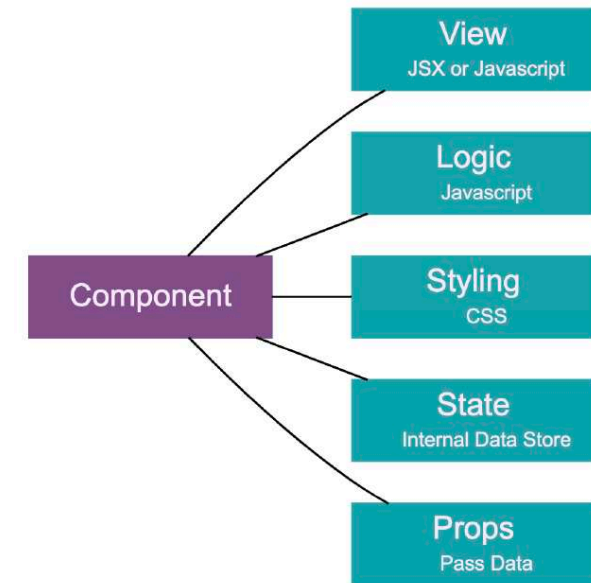 View
JSX or Javascript
Logic
Javascript
Component
Styling
CSS
State
Internal Data Store
Props
Pass Data